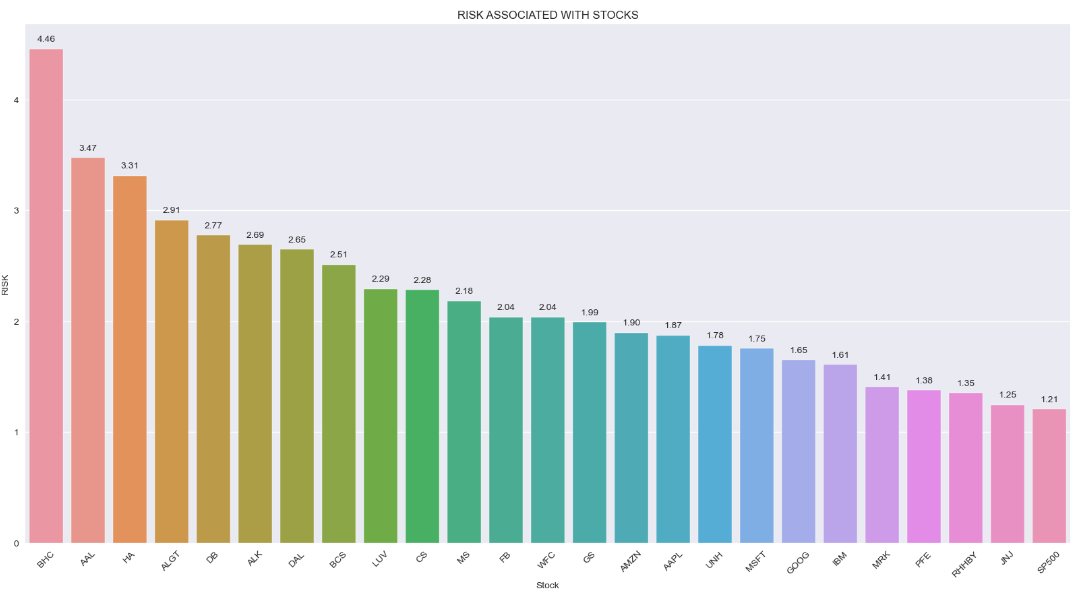 RISK ASSOCIATED WITH STOCKS
4.46
3.47
3.31
2.91
2.77
2.69
2.65
2.51
2.29
2.28
2.18
2.04
2.04
1.99
1.90
1.87
1.78
1.75
1.65
1.61
1.41
1.38
1.35
1.25
1.21
4
3
2
1
0
RISK
BHC
AAL
HA
ALGT
DB
ALK
DAL
BCS
LUV
CS
MS
FB
WFC
GS
AMZN
AAPL
UNH
MSFT
GOOG
IBM
MRK
PFE
RHHBY
JNJ
SP500
Stock